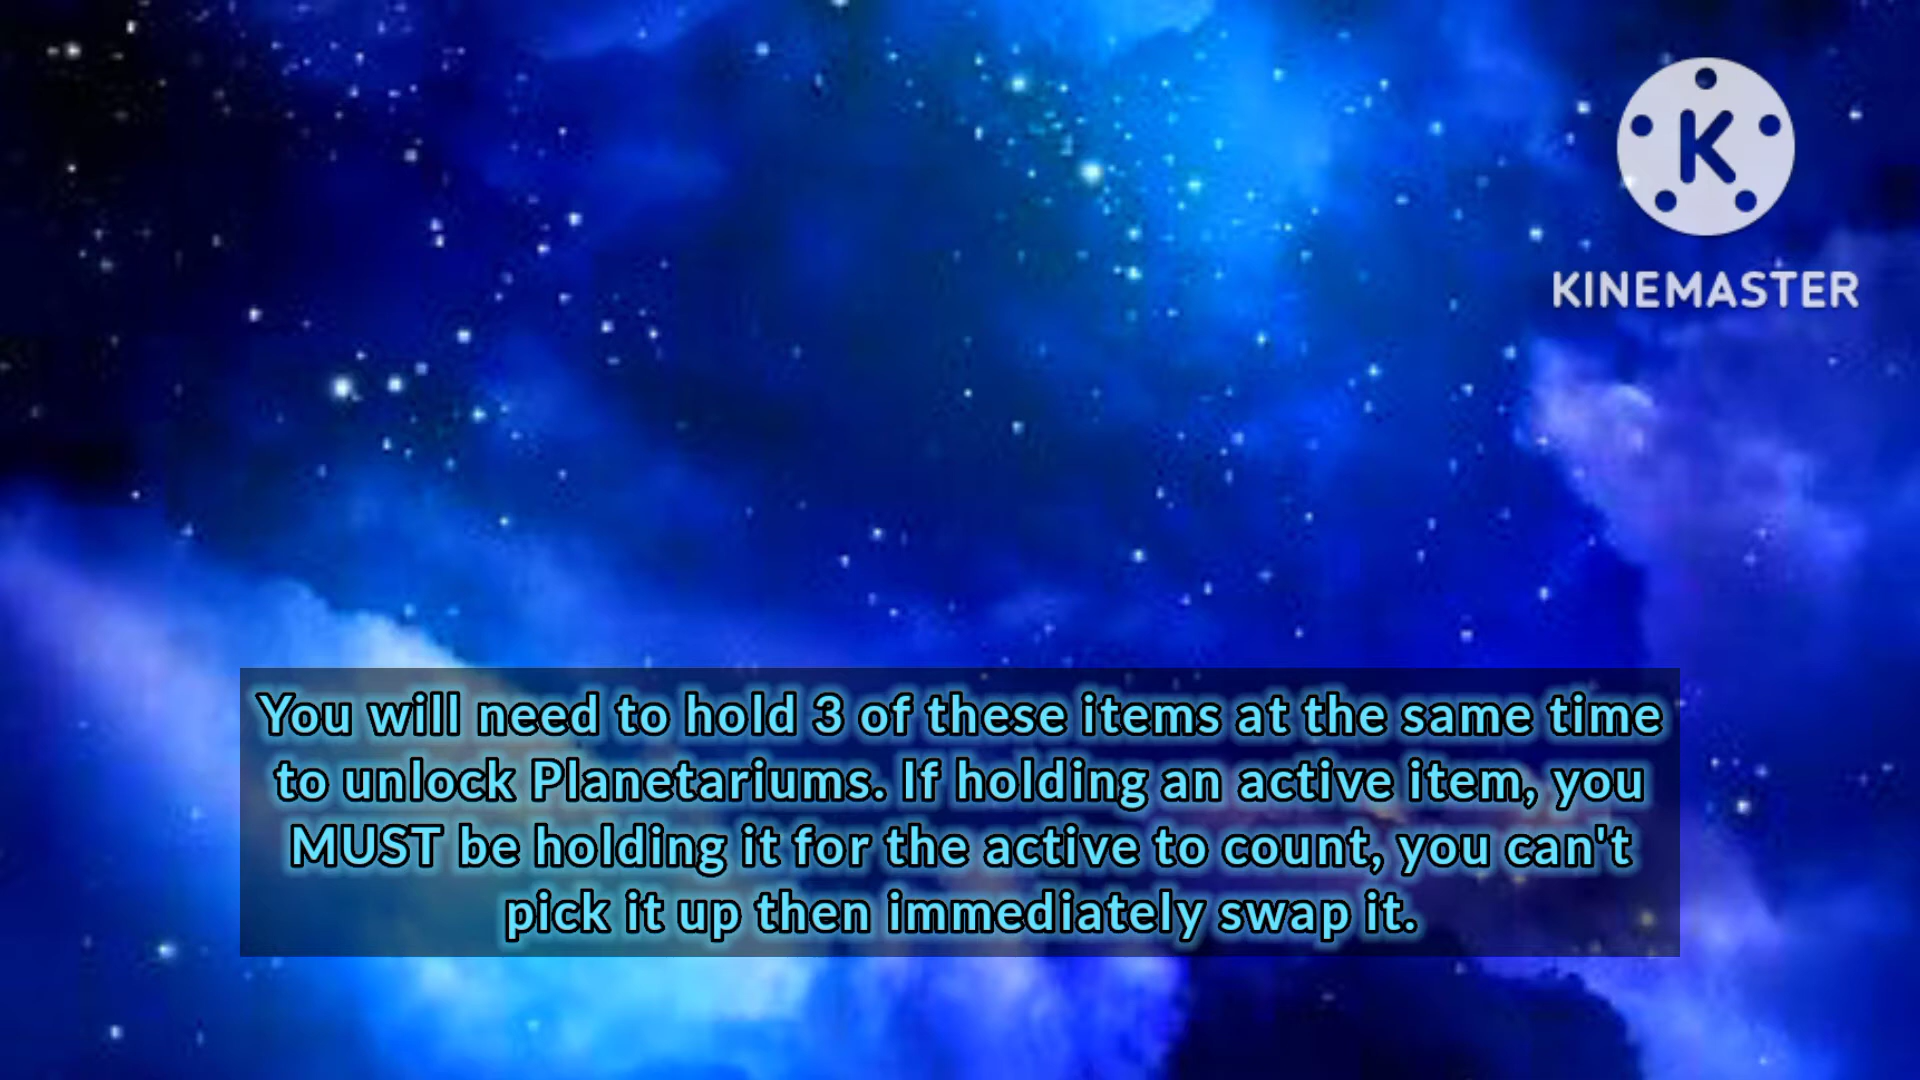 K
KINEMASTER
You will need to hold 3 of these items at the same time
to unlock Planetariums. If holding an active item, you
MUST be holding it for the active to count, you can't
pick it up then immediately swap it.